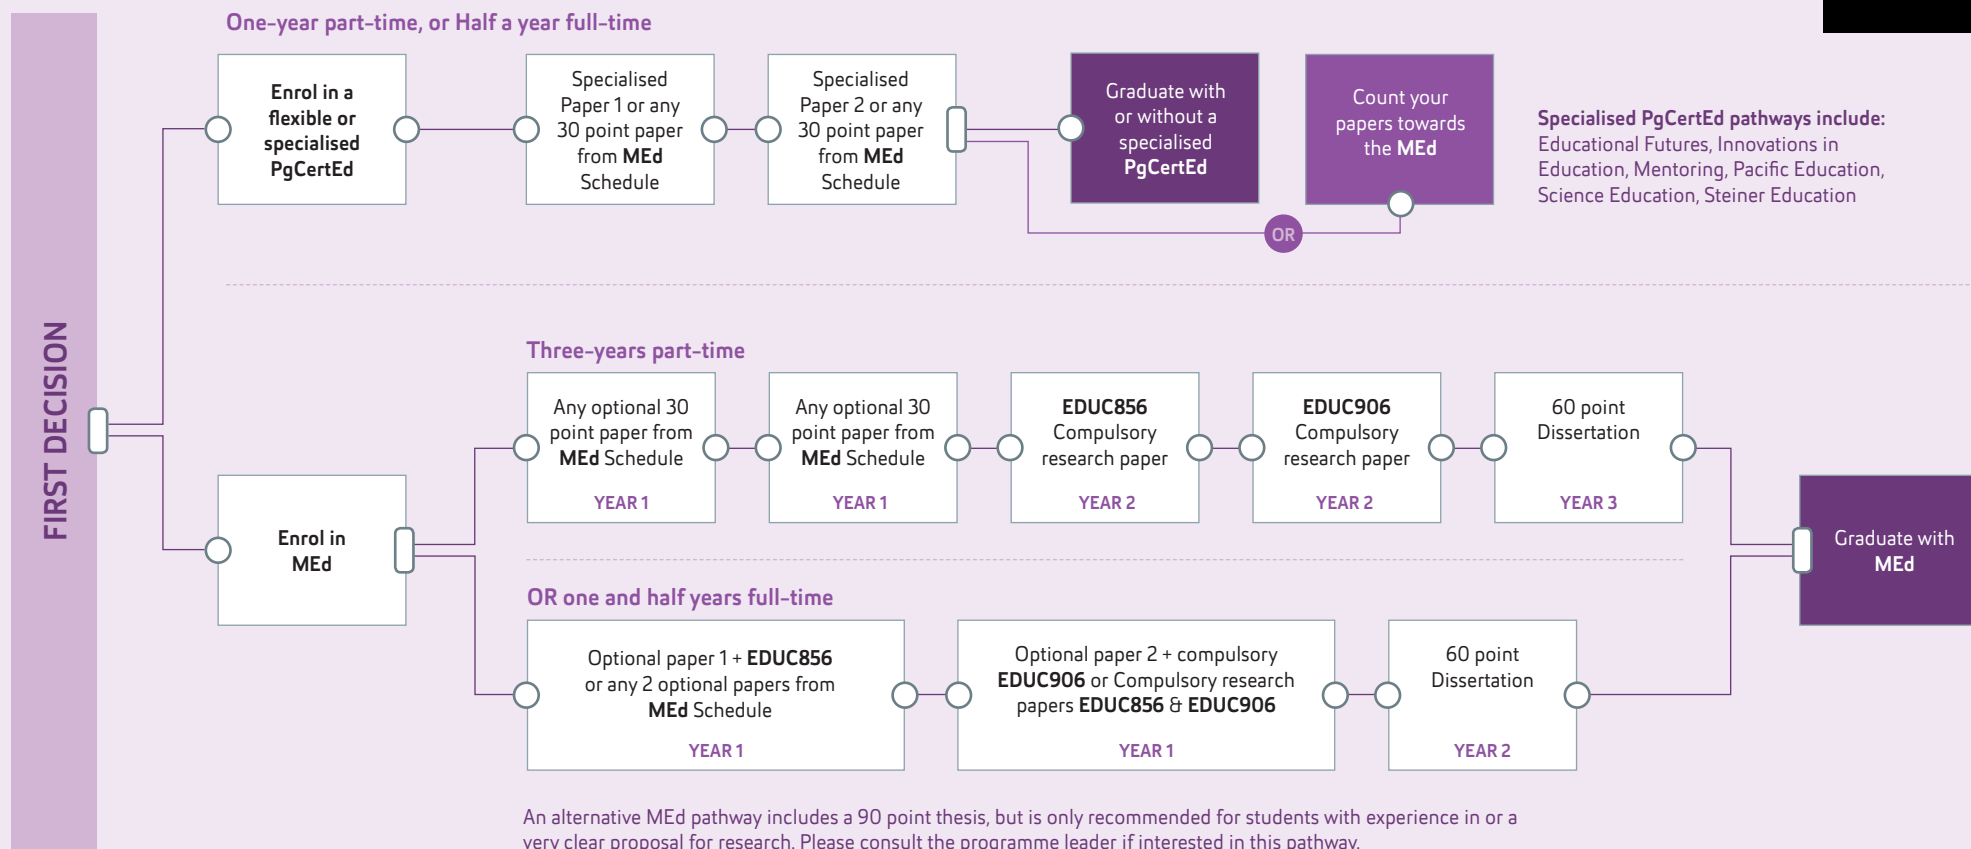 One-year part-time, or Half a year full-time
Enrol in a
flexible or
specialised
PgCertEd
Specialised
Paper 1 or any
30 point paper
from MEd
Schedule
Specialised
Paper 2 or any
30 point paper
from MEd
Schedule
Graduate with
or without a
specialised
PgCertEd
Count your
papers towards
the MEd
OR
Specialised PgCertEd pathways include:
Educational Futures, Innovations in
Education, Mentoring, Pacific Education,
Science Education, Steiner Education
FIRST DECISION
Enrol in
MEd
Three-years part-time
Any optional 30
point paper from
MEd Schedule
YEAR 1
Any optional 30
point paper from
MEd Schedule
YEAR 1
EDUC856
Compulsory
research paper
YEAR 2
EDUC906
Compulsory
research paper
YEAR 2
60 point
Dissertation
YEAR 3
OR one and half years full-time
Optional paper 1 + EDUC856
or any 2 optional papers from
MEd Schedule
YEAR 1
Optional paper 2 + compulsory
EDUC906 or Compulsory research
papers EDUC856 & EDUC906
YEAR 1
60 point
Dissertation
YEAR 2
Graduate with
MEd
An alternative MEd pathway includes a 90 point thesis, but is only recommended for students with experience in or a
very clear proposal for research. Please consult the programme leader if interested in this pathway.